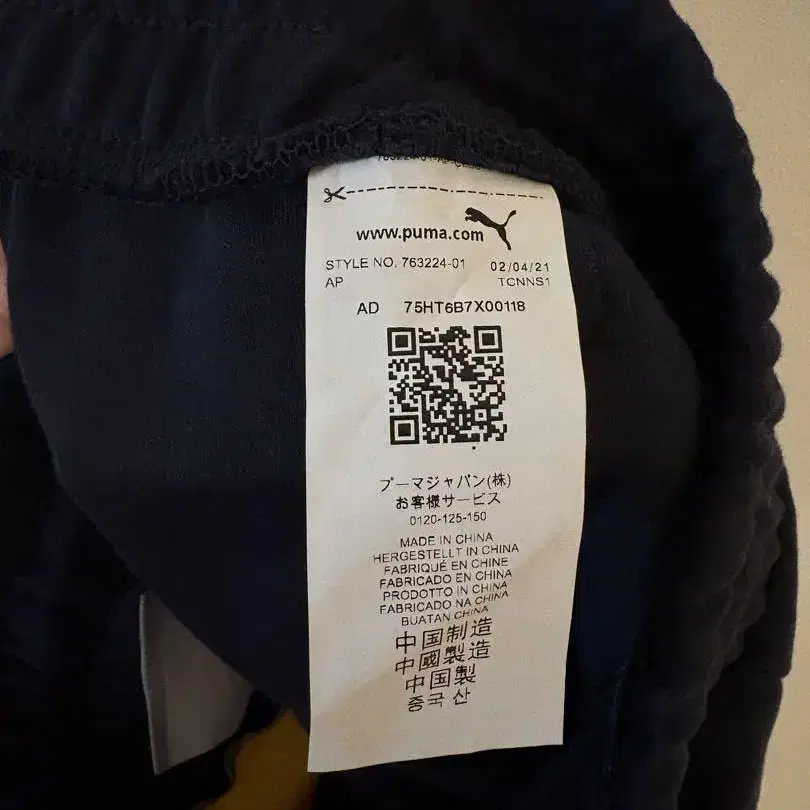 www.puma.com
STYLE NO. 763224-01 02/04/21
AP TCNNS1
AD 75HT6B7X00118
プーマジャパン(株)
お客様サービス
0120-125-150
MADE IN CHINA
HERGESTELLT IN CHINA
FABRIQUÉ EN CHINE
FABRICADO EN CHINA
PRODOTTO IN CHINA
FABRICADO NA CHINA
BUATAN CHINA
中国制造
中國製造
中国製
중국 산